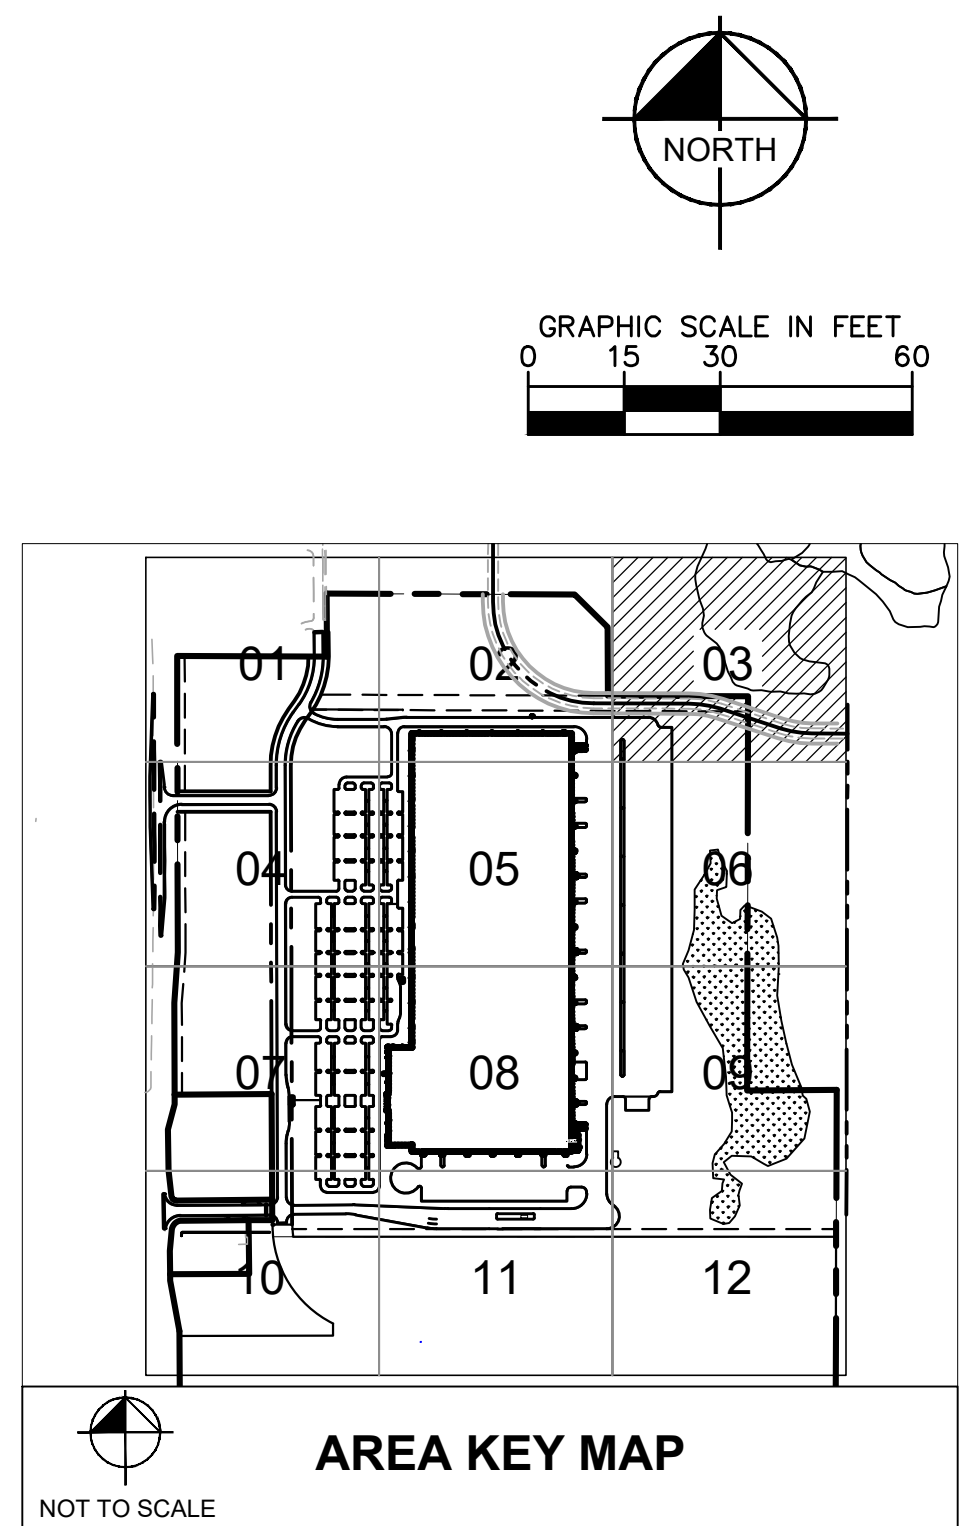 NORTH
GRAPHIC SCALE IN FEET
0 15 30 60
01 02 03
04 05 06
07 08 09
10 11 12
AREA KEY MAP
NOT TO SCALE